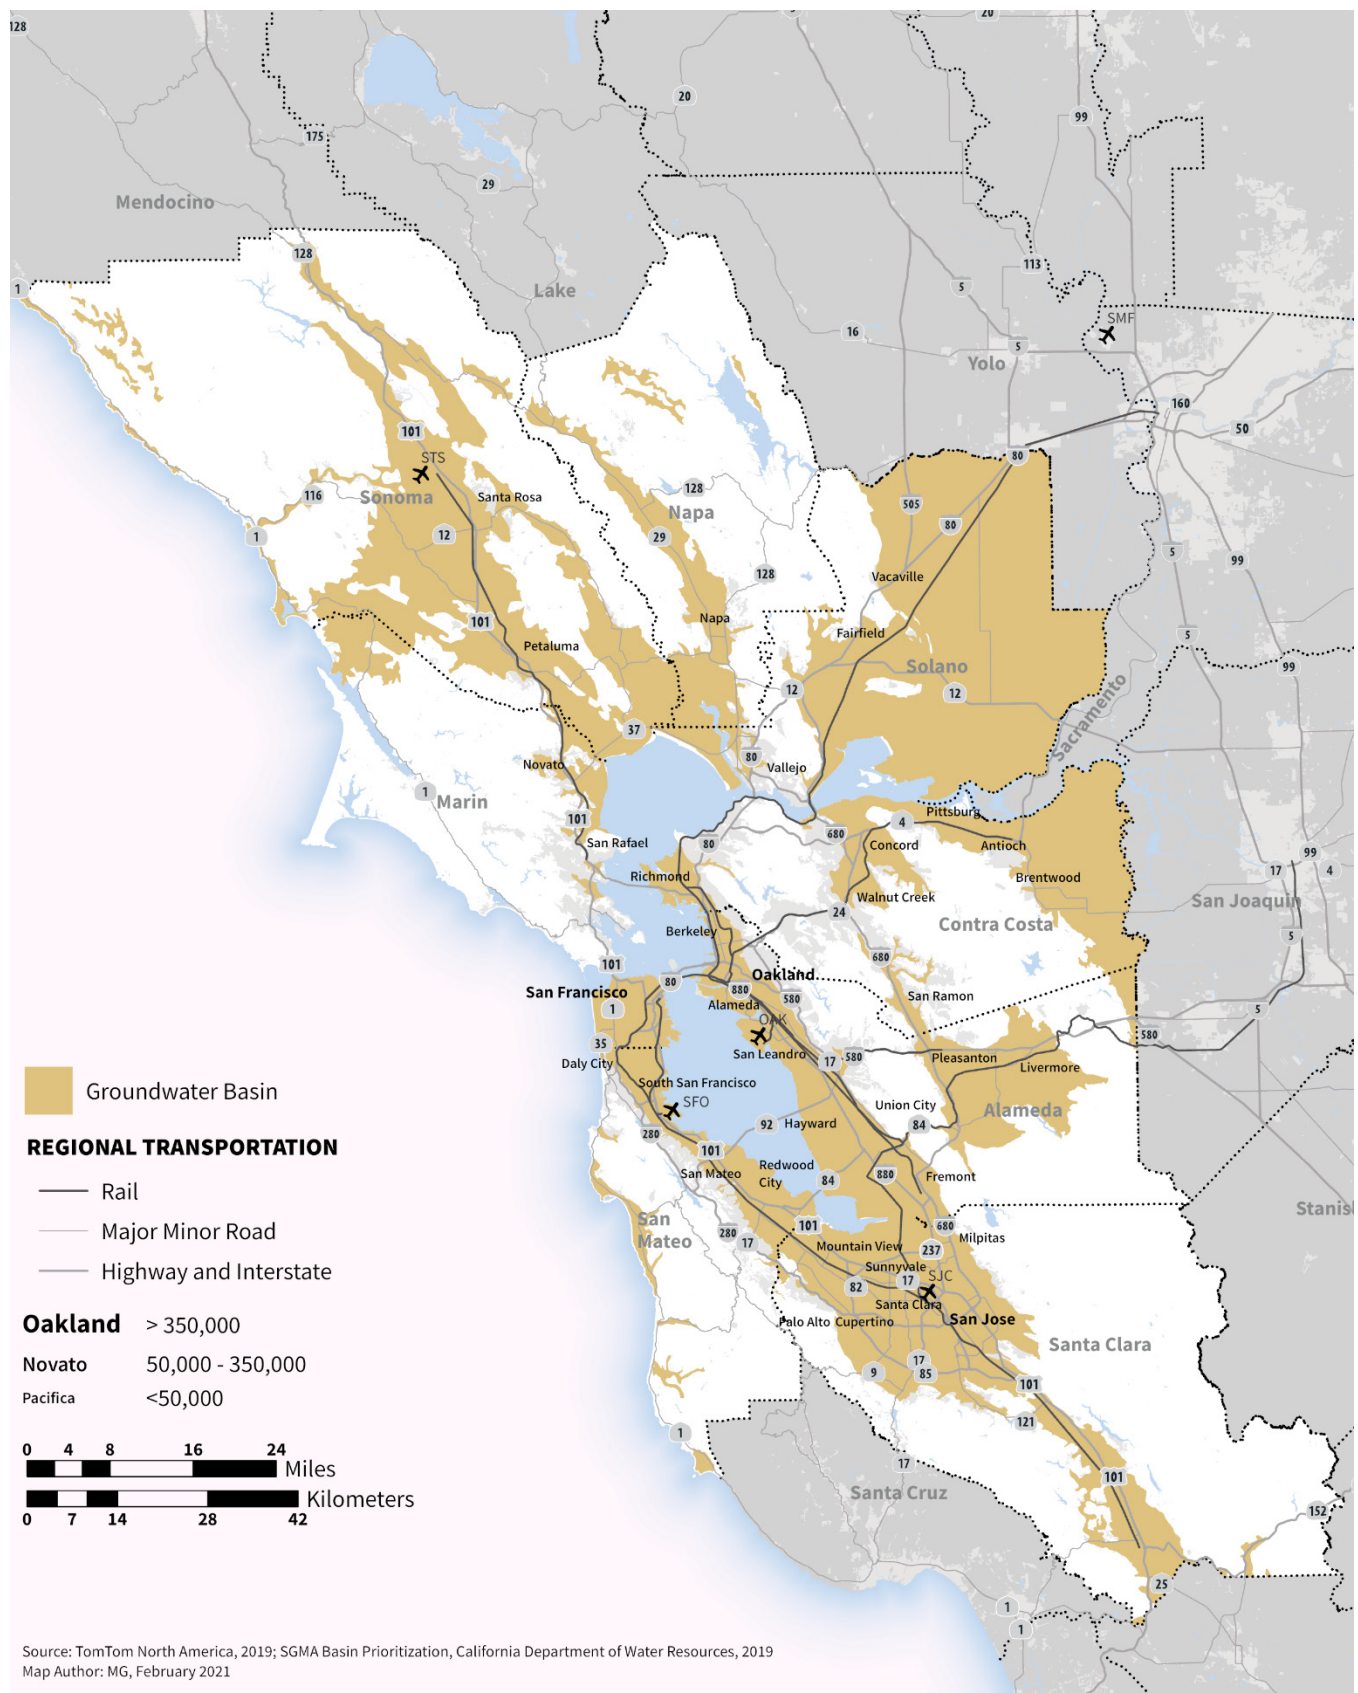 128
20
20
99
175
29
Mendocino
128
113
Lake
1
5
SMF
16
5
Yolo
160
50
101
STS
80
128
Santa Rosa
116
Sonoma
505
Napa
80
12
29
1
5
99
128
Vacaville
Napa
101
Fairfield
5
Petaluma
Solano
99
12
12
Sacramento
37
80
Vallejo
Novato
1
Marin
Pittsburg
101
4
680
San Rafael
80
Concord
Antioch
99
17
4
Richmond
Brentwood
Walnut Creek
San Joaquin
24
Contra Costa
Berkeley
5
680
101
Oakland
80
San Francisco
880
580
San Ramon
Alameda
1
5
OAK
580
35
San Leandro
17
580
Pleasanton
Daly City
Livermore
South San Francisco
Groundwater Basin
SFO
Union City
Alameda
92
Hayward
84
280
REGIONAL TRANSPORTATION
101
San Mateo
Redwood
City
84
880
Fremont
Rail
San
Mateo
Stanisl
Major Minor Road
101
680
280
17
Milpitas
Mountain View
237
Highway and Interstate
Sunnyvale
17
SJC
82
Santa Clara
Oakland > 350,000
Palo Alto
Cupertino
San Jose
Santa Clara
Novato 50,000 - 350,000
17
9
85
101
Pacifica <50,000
121
1
0 4 8 16 24
Miles
17
101
Kilometers
Santa Cruz
152
0 7 14 28 42
25
1
1
Source: TomTom North America, 2019; SGMA Basin Prioritization, California Department of Water Resources, 2019
Map Author: MG, February 2021